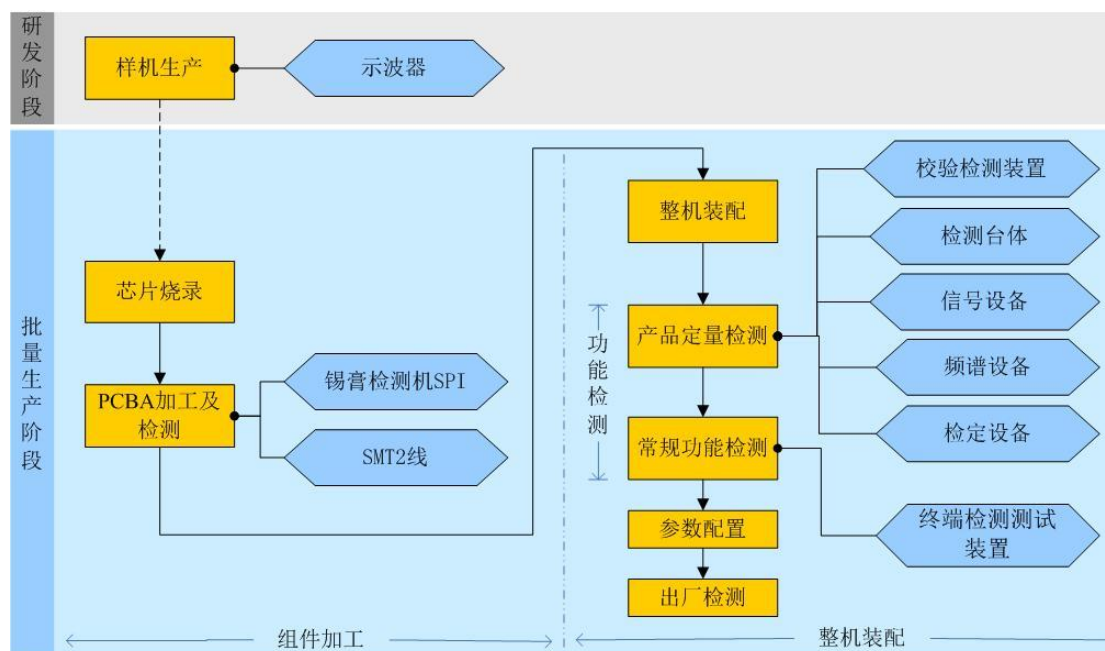 研发阶段
样机生产
示波器
批量生产阶段
芯片烧录
PCBA加工及
检测
锡膏检测机SPI
SMT2线
组件加工
整机装配
功能检测
产品定量检测
常规功能检测
参数配置
出厂检测
校验检测装置
检测台体
信号设备
频谱设备
检定设备
终端检测测试
装置
整机装配